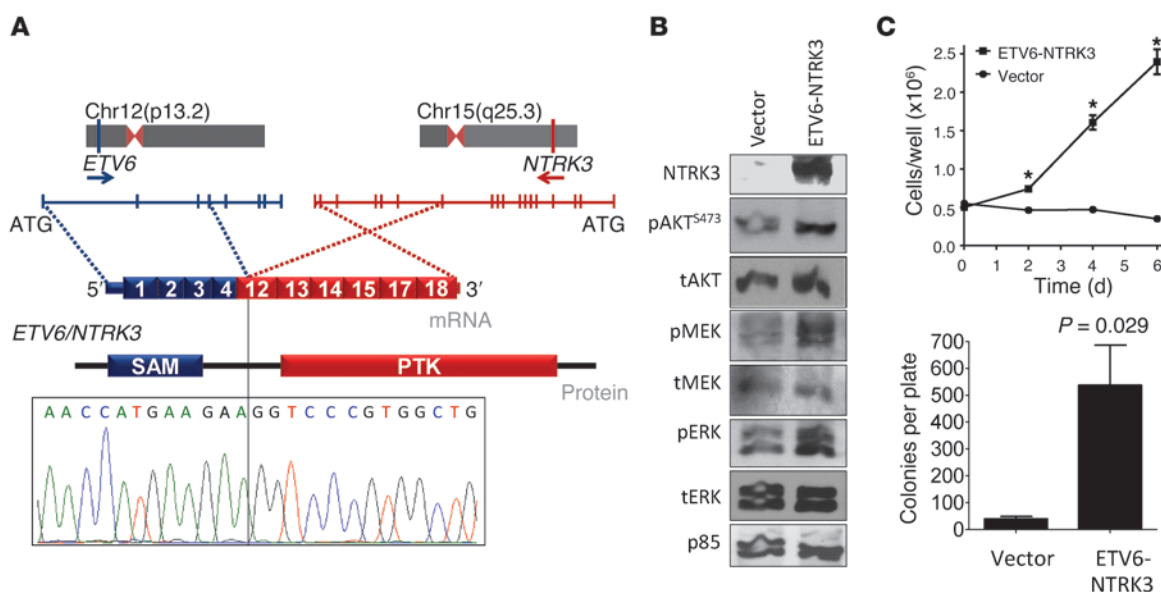 A
Chr12(p13.2)
Chr15(q25.3)
ETV6
NTRK3
ATG
ATG
5′ 1 2 3 4 12 13 14 15 17 18 3′
mRNA
ETV6/NTRK3
SAM PTK
Protein
A A C C A T G A A G A A G G T C C C G T G G C T G
B
Vector
ETV6-NTRK3
NTRK3
pAKTS473
tAKT
pMEK
tMEK
pERK
tERK
p85
C
ETV6-NTRK3
Vector
Cells/well (x10⁶)
2.5
2.0
1.5
1.0
0.5
0.0
* * *
0 2 4 6
Time (d)
P = 0.029
Colonies per plate
700
600
500
400
300
200
100
0
Vector
ETV6-
NTRK3